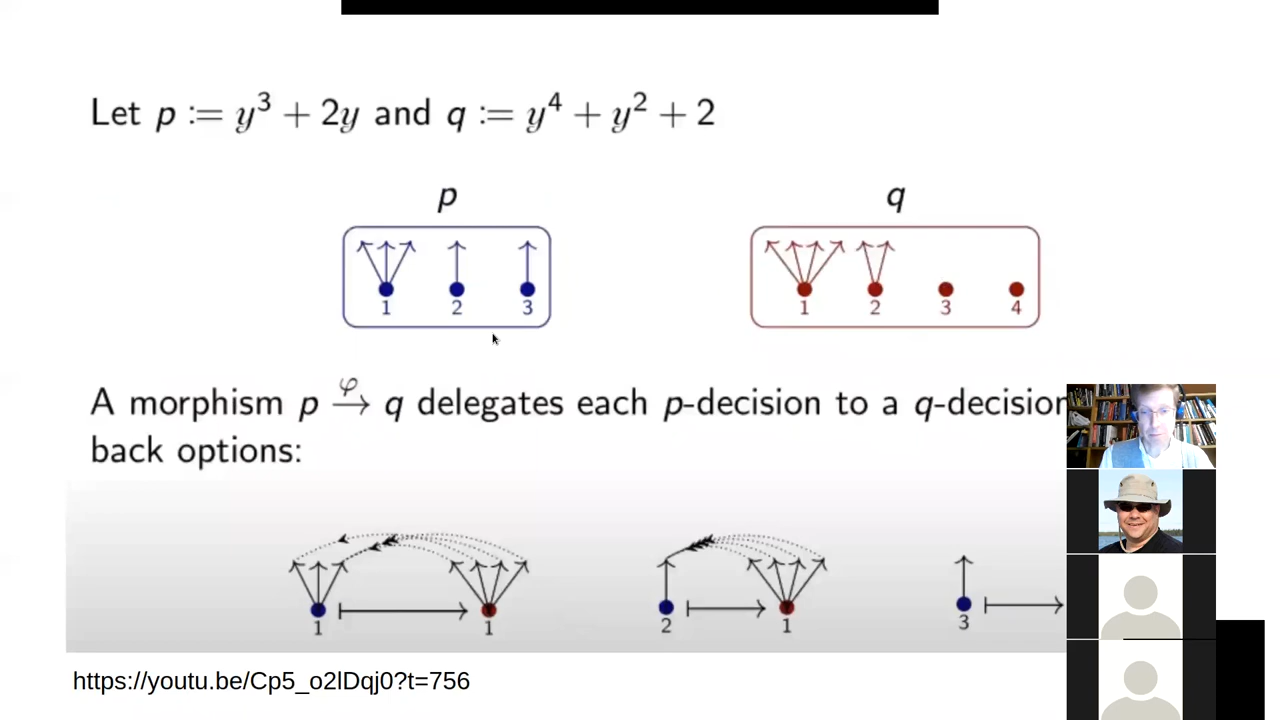 Let p := y³ + 2y and q := y⁴ + y² + 2
p q
1 2 3 1 2 3 4
A morphism p →φ q delegates each p-decision to a q-decision
back options:
1 1 2 1 3
https://youtu.be/Cp5_o2lDqj0?t=756